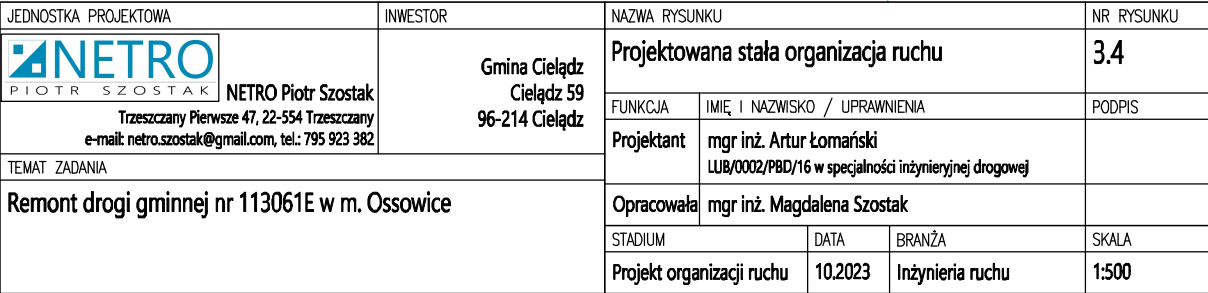 JEDNOSTKA PROJEKTOWA
NETRO
PIOTR SZOSTAK
NETRO Piotr Szostak
Trzeszczany Pierwsze 47, 22-554 Trzeszczany
e-mail: netro.szostak@gmail.com, tel.: 795 923 382
INWESTOR
Gmina Cielądz
Cielądz 59
96-214 Cielądz
TEMAT ZADANIA
Remont drogi gminnej nr 113061E w m. Ossowice
NAZWA RYSUNKU
Projektowana stała organizacja ruchu
NR RYSUNKU
3.4
FUNKCJA IMIĘ I NAZWISKO / UPRAWNIENIA PODPIS
Projektant mgr inż. Artur Łomański
LUB/0002/PBD/16 w specjalności inżynieryjnej drogowej
Opracowała mgr inż. Magdalena Szostak
STADIUM DATA BRANŻA SKALA
Projekt organizacji ruchu 10.2023 Inżynieria ruchu 1:500